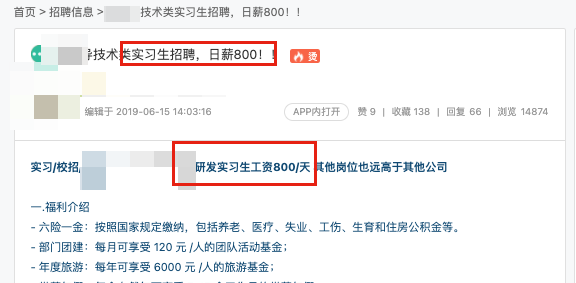 首页 > 招聘信息 > 技术类实习生招聘，日薪800！！
导技术类实习生招聘，日薪800！！ 烫
编辑于 2019-06-15 14:03:16 APP内打开 赞 9 | 收藏 138 | 回复 66 | 浏览 14874
实习/校招/ 研发实习生工资800/天 其他岗位也远高于其他公司
一.福利介绍
- 六险一金：按照国家规定缴纳，包括养老、医疗、失业、工伤、生育和住房公积金等。
- 部门团建：每月可享受 120 元 /人的团队活动基金；
- 年度旅游：每年可享受 6000 元 /人的旅游基金；